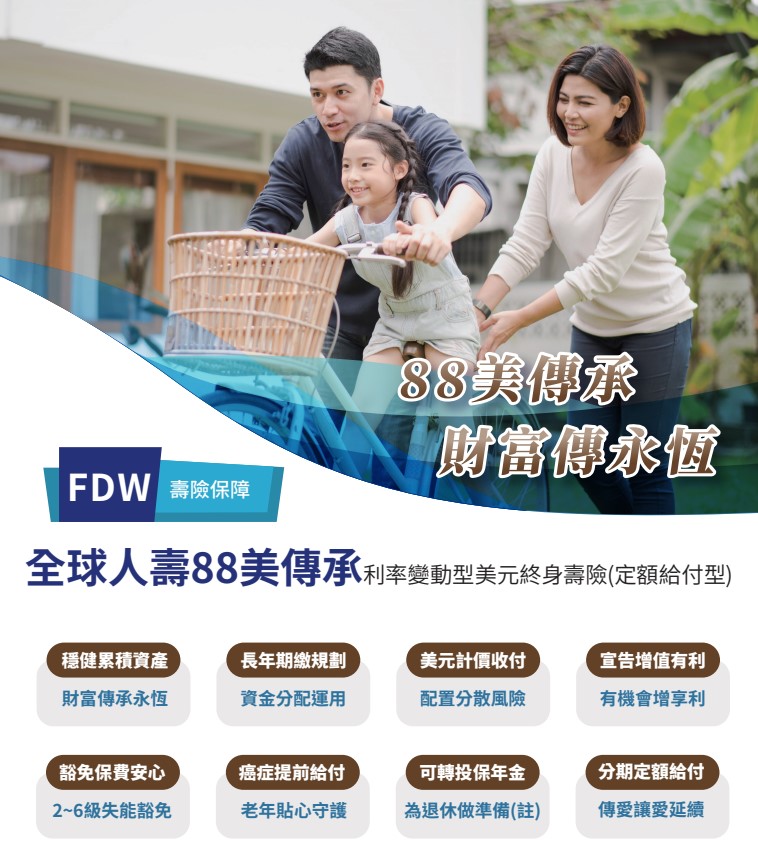 88美傳承
財富傳永恆
FDW 壽險保障
全球人壽88美傳承利率變動型美元終身壽險(定額給付型)
穩健累積資產 長年期繳規劃 美元計價收付 宣告增值有利
財富傳承永恆 資金分配運用 配置分散風險 有機會增享利
豁免保費安心 癌症提前給付 可轉投保年金 分期定額給付
2~6級失能豁免 老年貼心守護 為退休做準備(註) 傳愛讓愛延續